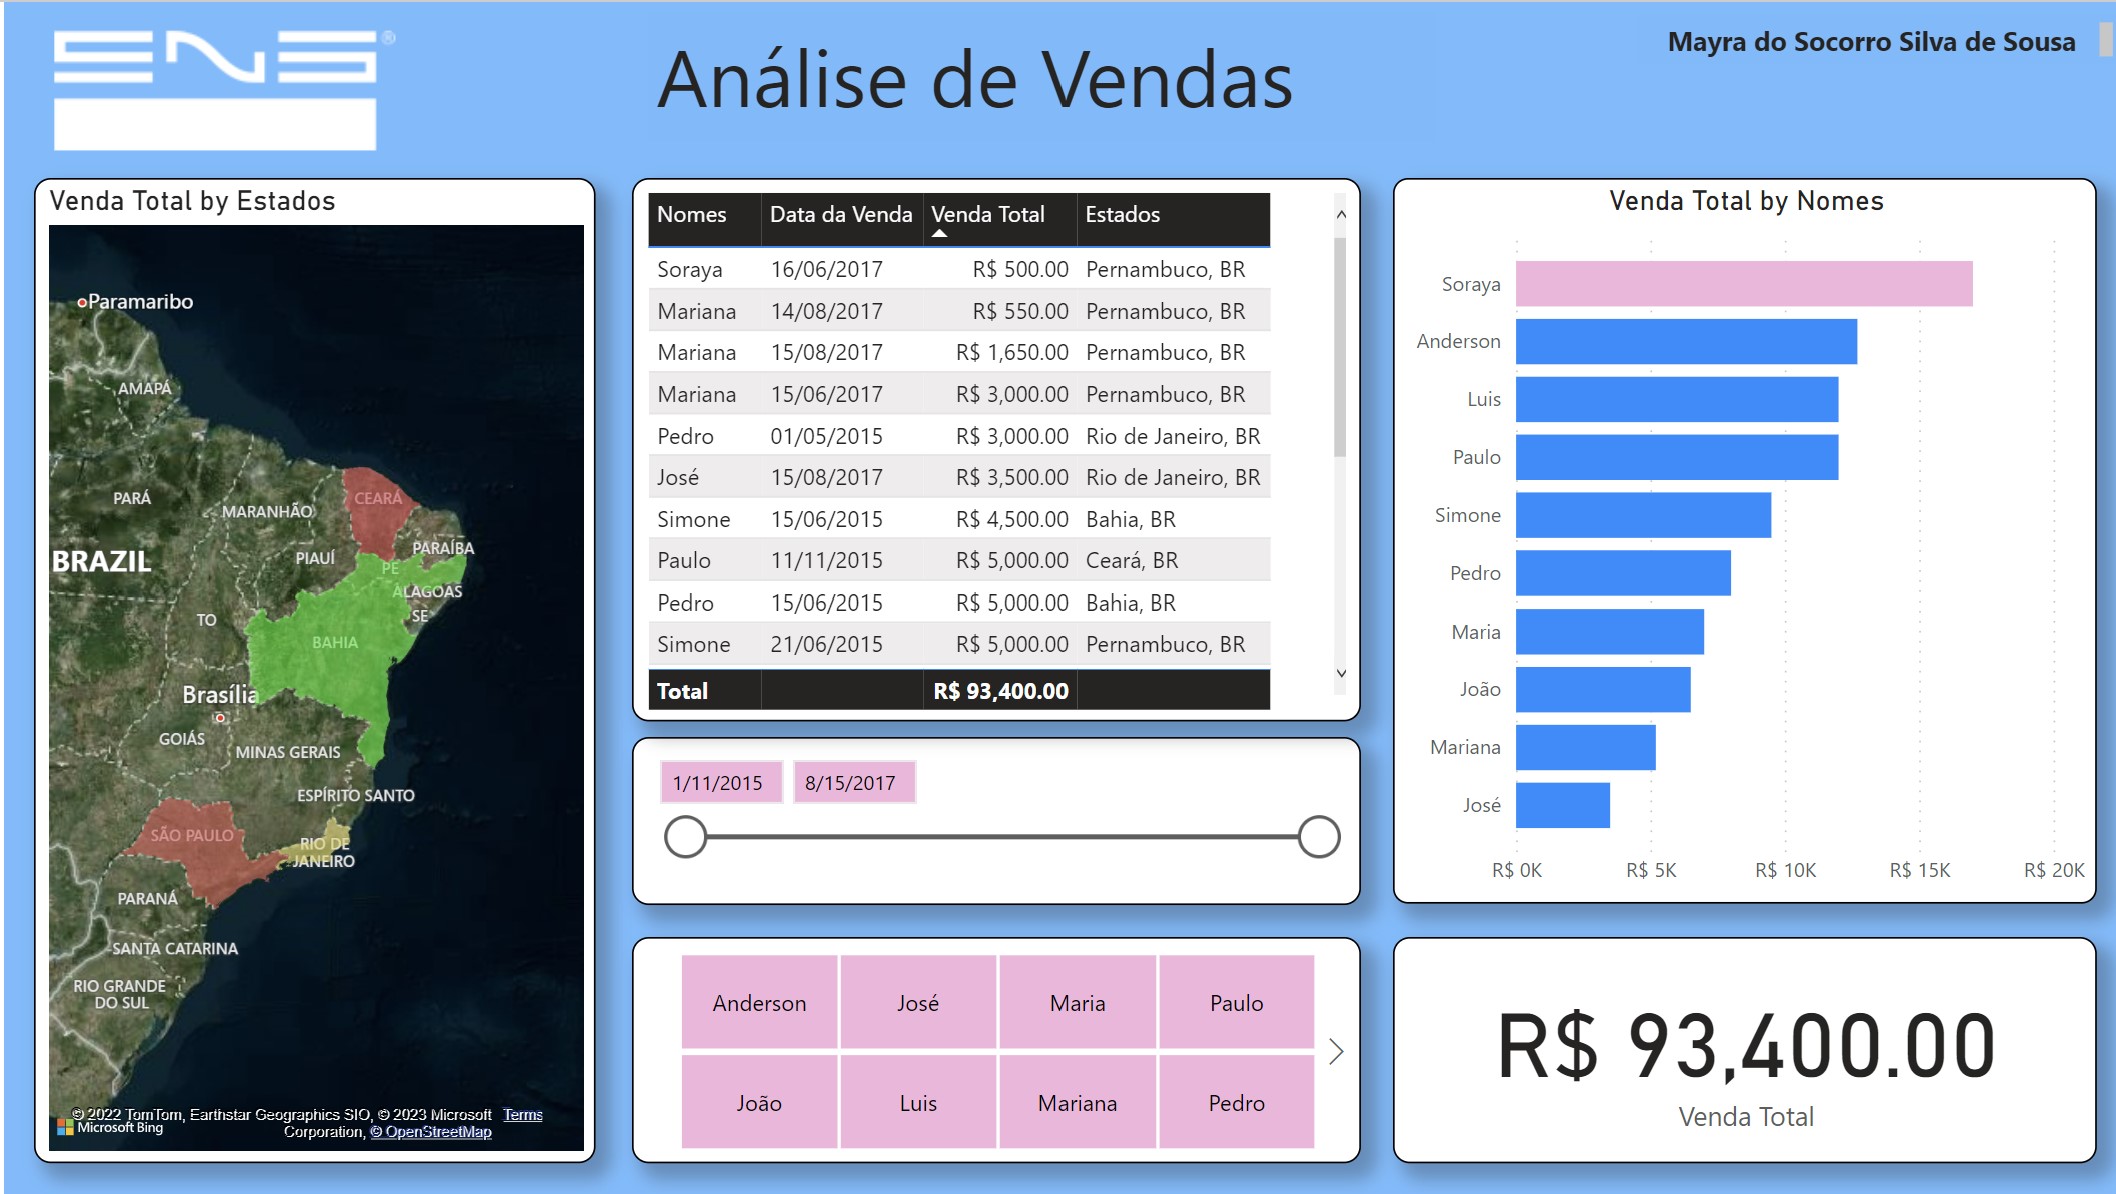 ENS®
Análise de Vendas
Mayra do Socorro Silva de Sousa
Venda Total by Estados
Paramaribo
AMAPÁ
PARÁ
MARANHÃO
CEARÁ
PIAUÍ
PARAÍBA
BRAZIL
PE
ALAGOAS
SE
TO
BAHIA
Brasília
GOIÁS
MINAS GERAIS
ESPÍRITO SANTO
SÃO PAULO
RIO DE
JANEIRO
PARANÁ
SANTA CATARINA
RIO GRANDE
DO SUL
© 2022 TomTom, Earthstar Geographics SIO, © 2023 Microsoft Terms
Microsoft Bing
Corporation, © OpenStreetMap
Nomes Data da Venda Venda Total Estados
Soraya 16/06/2017 R$ 500.00 Pernambuco, BR
Mariana 14/08/2017 R$ 550.00 Pernambuco, BR
Mariana 15/08/2017 R$ 1,650.00 Pernambuco, BR
Mariana 15/06/2017 R$ 3,000.00 Pernambuco, BR
Pedro 01/05/2015 R$ 3,000.00 Rio de Janeiro, BR
José 15/08/2017 R$ 3,500.00 Rio de Janeiro, BR
Simone 15/06/2015 R$ 4,500.00 Bahia, BR
Paulo 11/11/2015 R$ 5,000.00 Ceará, BR
Pedro 15/06/2015 R$ 5,000.00 Bahia, BR
Simone 21/06/2015 R$ 5,000.00 Pernambuco, BR
Total R$ 93,400.00
1/11/2015 8/15/2017
Anderson José Maria Paulo
João Luis Mariana Pedro
Venda Total by Nomes
Soraya
Anderson
Luis
Paulo
Simone
Pedro
Maria
João
Mariana
José
R$ 0K R$ 5K R$ 10K R$ 15K R$ 20K
R$ 93,400.00
Venda Total